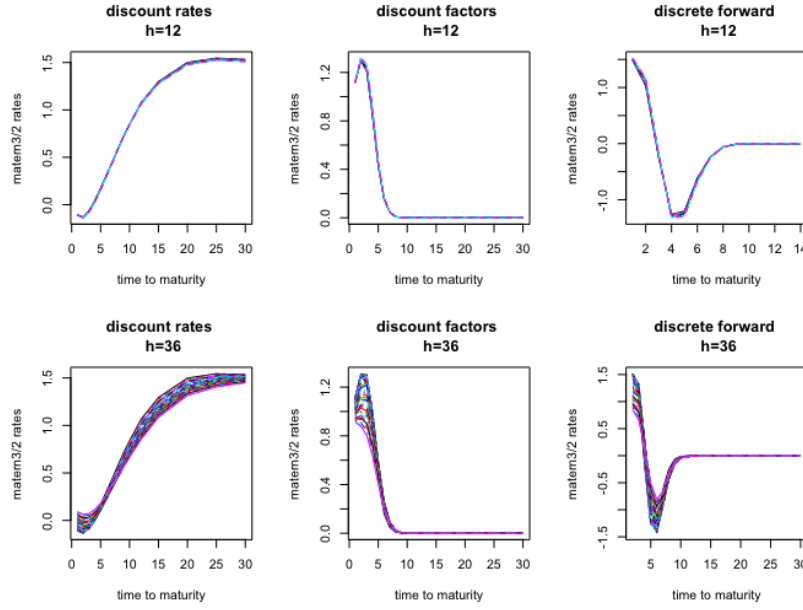 discount rates
h=12
matern3/2 rates
0.0 0.5 1.0 1.5
0 5 10 15 20 25 30
time to maturity
discount factors
h=12
matern3/2 rates
0.0 0.4 0.8 1.2
0 5 10 15 20 25 30
time to maturity
discrete forward
h=12
matern3/2 rates
-1.0 0.0 1.0
2 4 6 8 10 12 14
time to maturity
discount rates
h=36
matern3/2 rates
0.0 0.5 1.0 1.5
0 5 10 15 20 25 30
time to maturity
discount factors
h=36
matern3/2 rates
0.0 0.4 0.8 1.2
0 5 10 15 20 25 30
time to maturity
discrete forward
h=36
matern3/2 rates
-1.5 -0.5 0.5 1.5
5 10 15 20 25 30
time to maturity